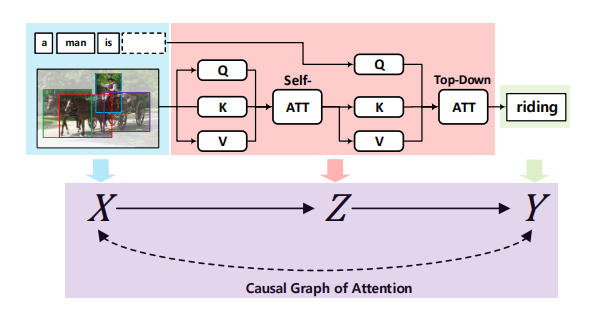 a man is
Q
K
V
Self-
ATT
Q
K
V
Top-Down
ATT
riding
X Z Y
Causal Graph of Attention